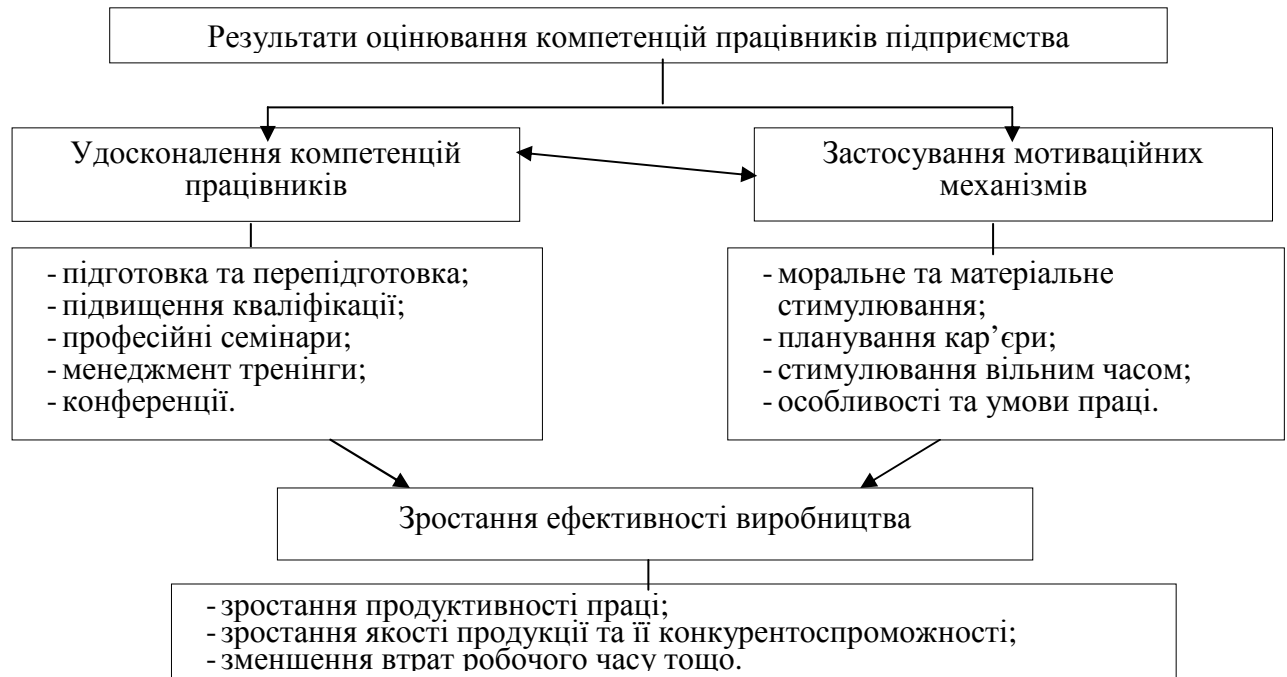 Результати оцінювання компетенцій працівників підприємства
Удосконалення компетенцій
працівників
Застосування мотиваційних
механізмів
- підготовка та перепідготовка;
- підвищення кваліфікації;
- професійні семінари;
- менеджмент тренінги;
- конференції.
- моральне та матеріальне
стимулювання;
- планування кар’єри;
- стимулювання вільним часом;
- особливості та умови праці.
Зростання ефективності виробництва
- зростання продуктивності праці;
- зростання якості продукції та її конкурентоспроможності;
- зменшення втрат робочого часу тощо.